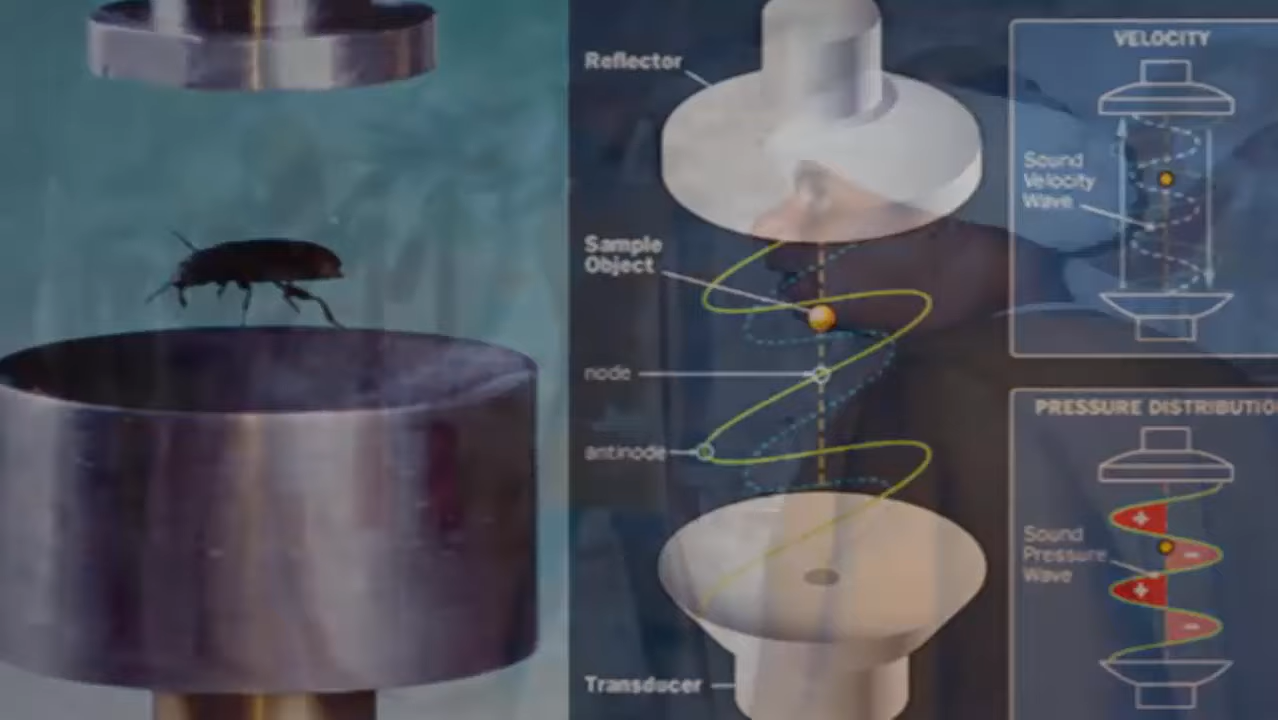 Reflector
Sample
Object
node
antinode
Transducer
VELOCITY
Sound
Velocity
Wave
PRESSURE DISTRIBUTIO
Sound
Pressure
Wave
+
-
+
-